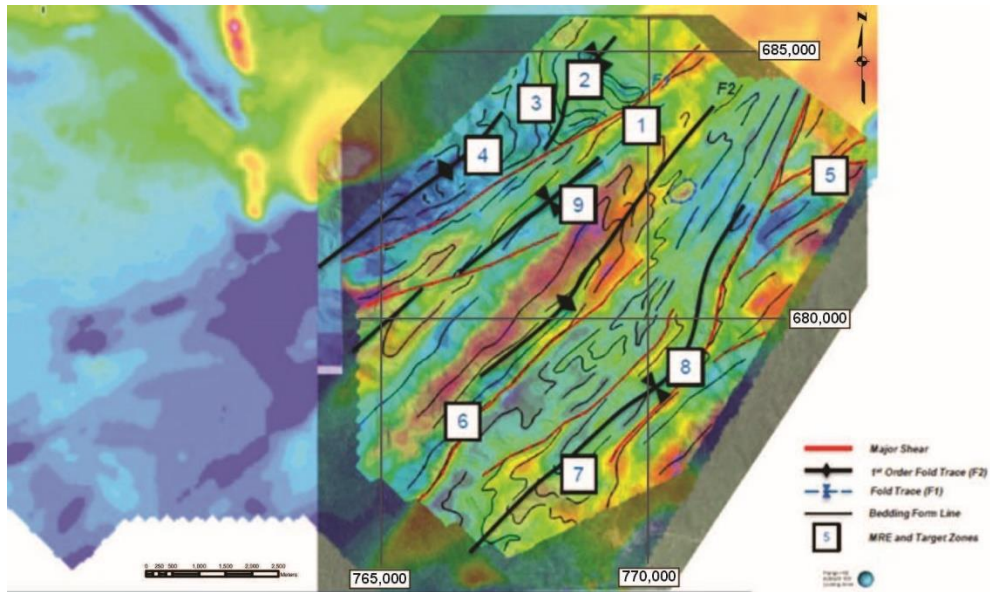 N
685,000
2
F1
F2
3
1
4
5
9
680,000
8
6
7
Major Shear
1st Order Fold Trace (F2)
Fold Trace (F1)
Bedding Form Line
5 MRE and Target Zones
0 250 500 1,000 1,500 2,000 2,500
Meters
765,000
770,000